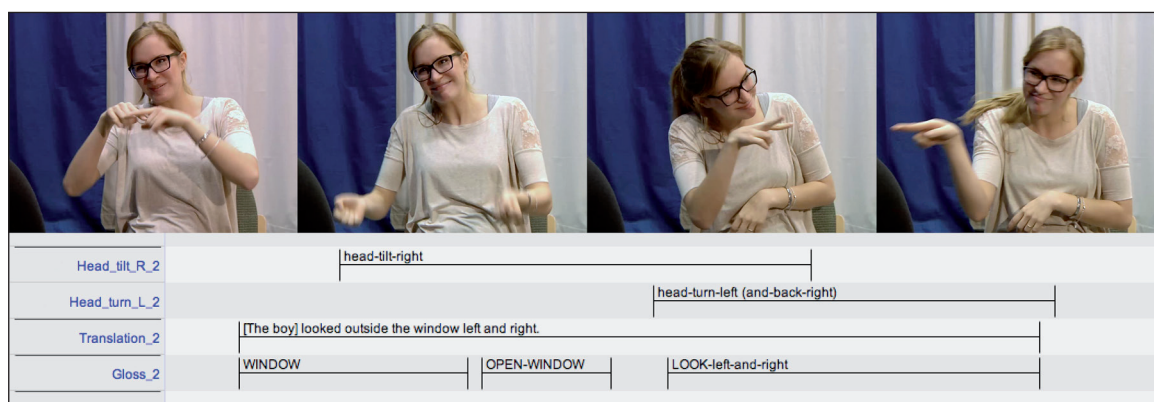 Head_tilt_R_2
head-tilt-right
Head_turn_L_2
head-turn-left (and-back-right)
Translation_2
[The boy] looked outside the window left and right.
Gloss_2
WINDOW
OPEN-WINDOW
LOOK-left-and-right